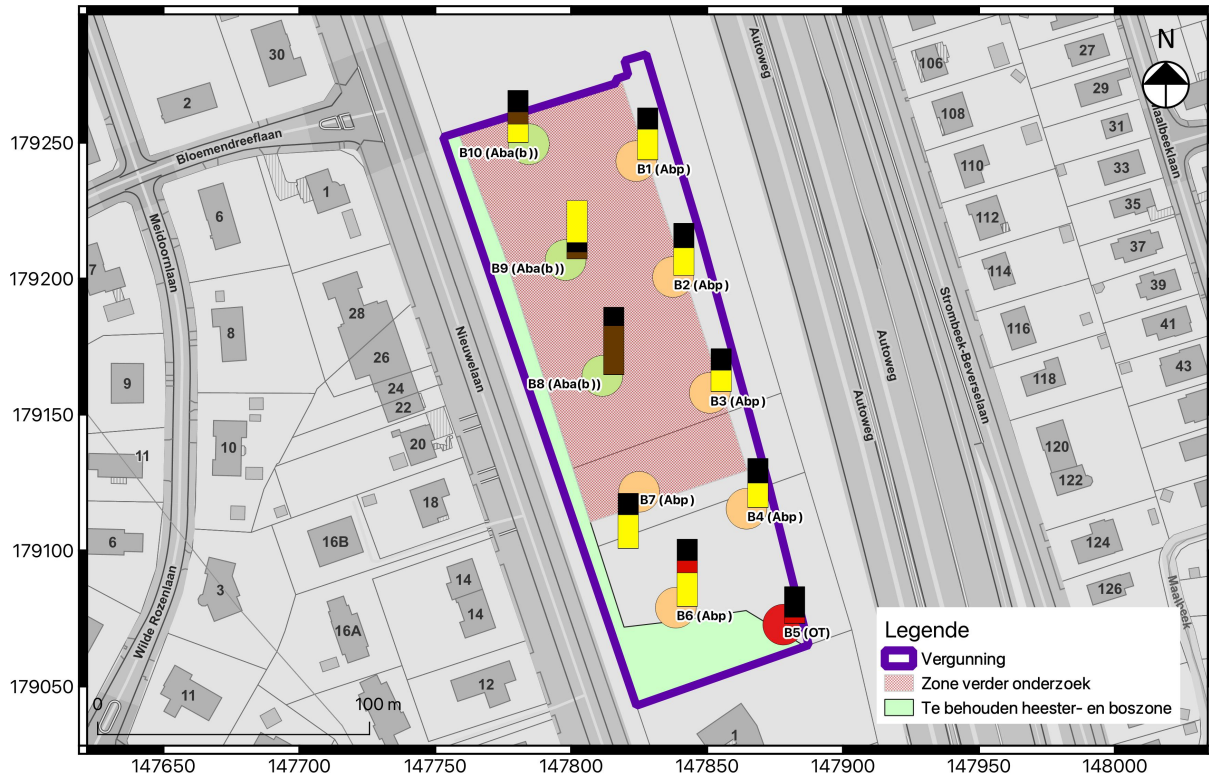 N
30
2
Bloemendreeflaan
1
6
Meidoornlaan
7
8
28
26
24
22
20
9
10
11
18
16B
6
3
14
14
16A
Wilde Rozenlaan
11
12
1
Nieuwelaan
Autoweg
Autoweg
Autoweg
Strombeek-Beverselaan
Maalbeeklaan
106
108
110
112
114
116
118
120
122
124
126
27
29
31
33
35
37
39
41
43
B10 (Aba(b))
B1 (Abp)
B9 (Aba(b))
B2 (Abp)
B8 (Aba(b))
B3 (Abp)
B7 (Abp)
B4 (Abp)
B6 (Abp)
B5 (OT)
Legende
Vergunning
Zone verder onderzoek
Te behouden heester- en boszone
0
100 m
179250
179200
179150
179100
179050
147650
147700
147750
147800
147850
147900
147950
148000